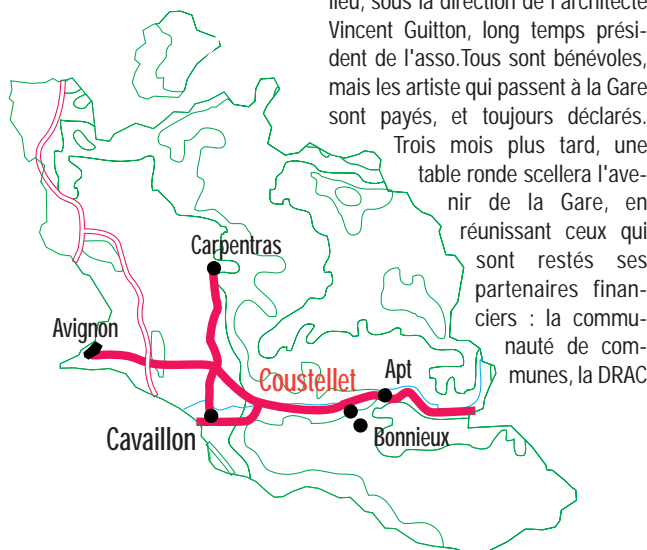 lieu, sous la direction de l'architecte
Vincent Guitton, long temps prési-
dent de l'asso.Tous sont bénévoles,
mais les artiste qui passent à la Gare
sont payés, et toujours déclarés.
Trois mois plus tard, une
table ronde scellera l'ave-
nir de la Gare, en
réunissant ceux qui
sont restés ses
partenaires finan-
ciers : la commu-
nauté de com-
munes, la DRAC
Carpentras
Avignon
Coustellet
Apt
Cavaillon
Bonnieux